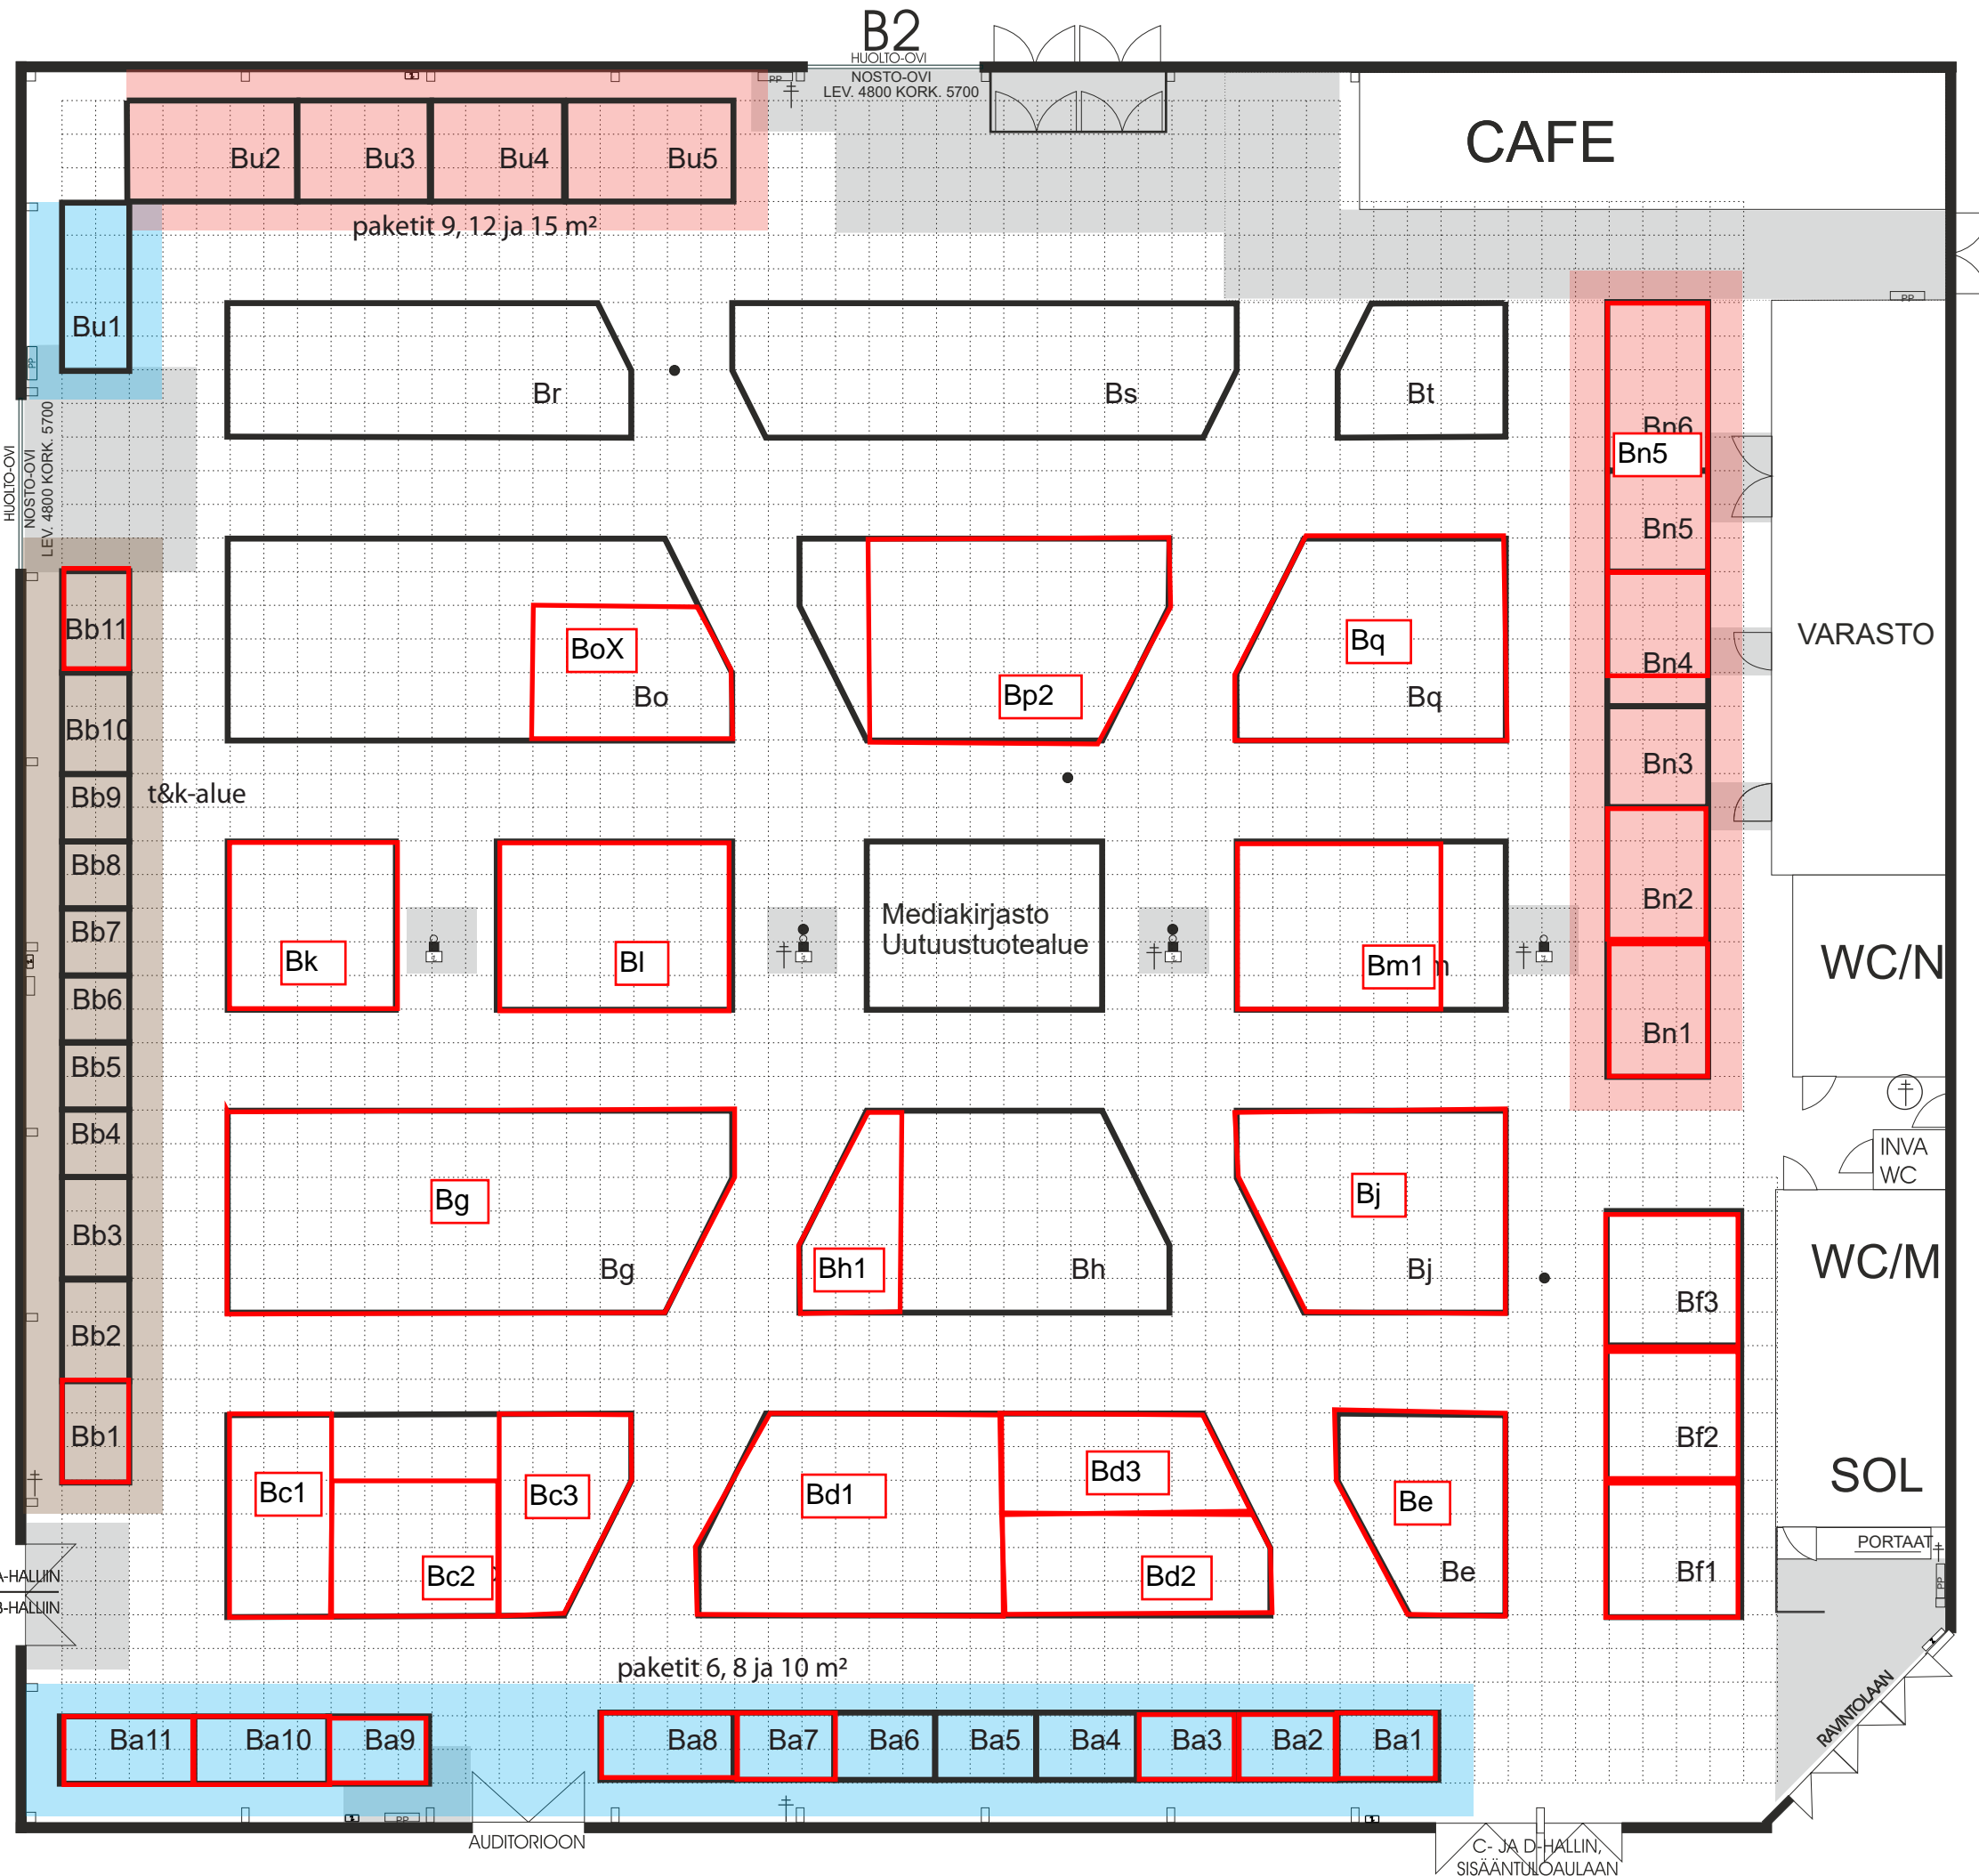 B2
HUOLTO-OVI
NOSTO-OVI
LEV. 4800 KORK. 5700
PP
CAFE
Bu2
Bu3
Bu4
Bu5
paketit 9, 12 ja 15 m²
Bu1
PP
PP
HUOLTO-OVI
NOSTO-OVI
LEV. 4800 KORK. 5700
Br
Bs
Bt
Bn6
Bn5
Bn5
Bb11
BoX
Bo
Bp2
Bq
Bq
Bn4
VARASTO
Bb10
Bn3
Bb9
t&k-alue
Bb8
Bn2
Bb7
Mediakirjasto
Uutuustuotealue
Bk
Bl
Bm1
WC/N
Bb6
Bn1
Bb5
Bb4
INVA
WC
Bg
Bj
Bb3
Bg
Bh1
Bh
Bj
WC/M
Bf3
Bb2
Bb1
Bf2
Bc1
Bc3
Bd1
Bd3
Be
SOL
PORTAAT
Bc2
Bd2
Be
Bf1
PP
A-HALLIIN
B-HALLIIN
paketit 6, 8 ja 10 m²
RAVINTOLAAN
Ba11
Ba10
Ba9
Ba8
Ba7
Ba6
Ba5
Ba4
Ba3
Ba2
Ba1
PP
AUDITORIOON
C- JA D-HALLIN,
SISÄÄNTULOAULAAN